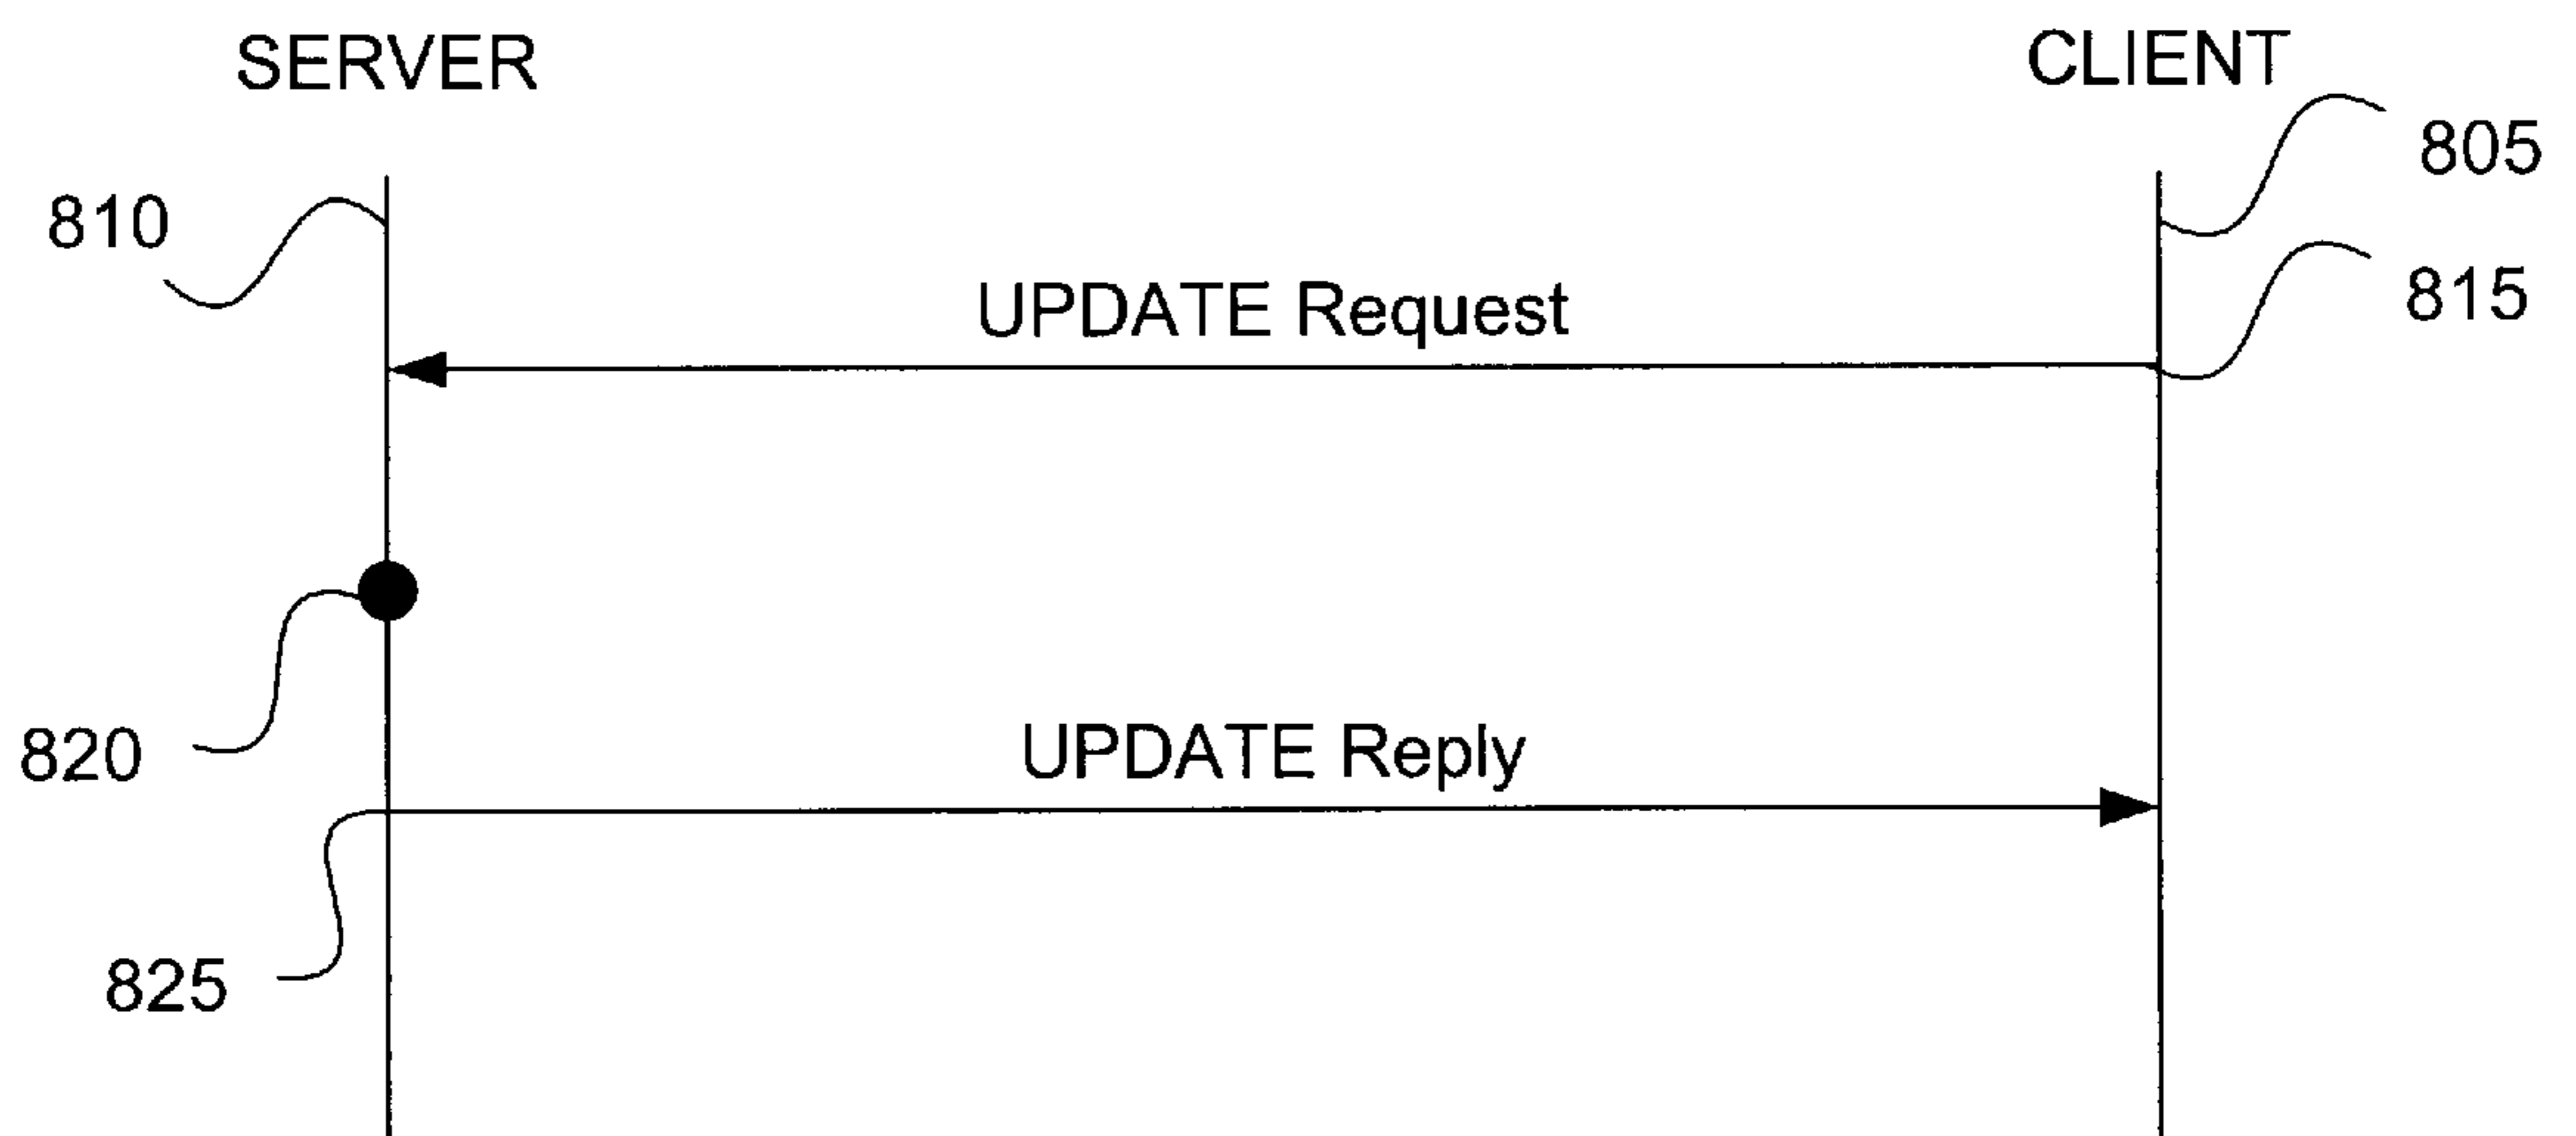 SERVER
CLIENT
805
810
UPDATE Request
815
820
UPDATE Reply
825